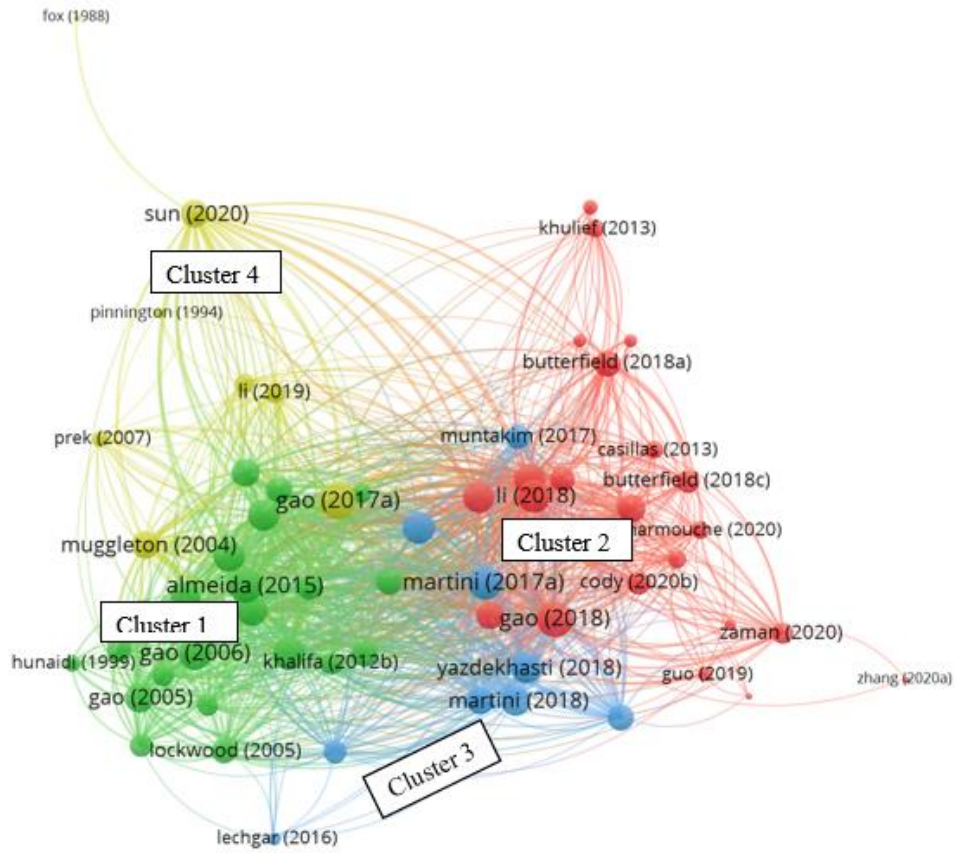 fox (1988)
sun (2020)
khulief (2013)
Cluster 4
pinnington (1994)
butterfield (2018a)
li (2019)
prek (2007)
muntakim (2017)
casillas (2013)
butterfield (2018c)
gao (2017a)
li (2018)
harmouche (2020)
muggleton (2004)
Cluster 2
almeida (2015)
martini (2017a)
cody (2020b)
Cluster 1
gao (2018)
zaman (2020)
hunaidi (1999)
gao (2006)
khalifa (2012b)
yazdekhasti (2018)
guo (2019)
zhang (2020a)
gao (2005)
martini (2018)
lockwood (2005)
Cluster 3
lechgar (2016)